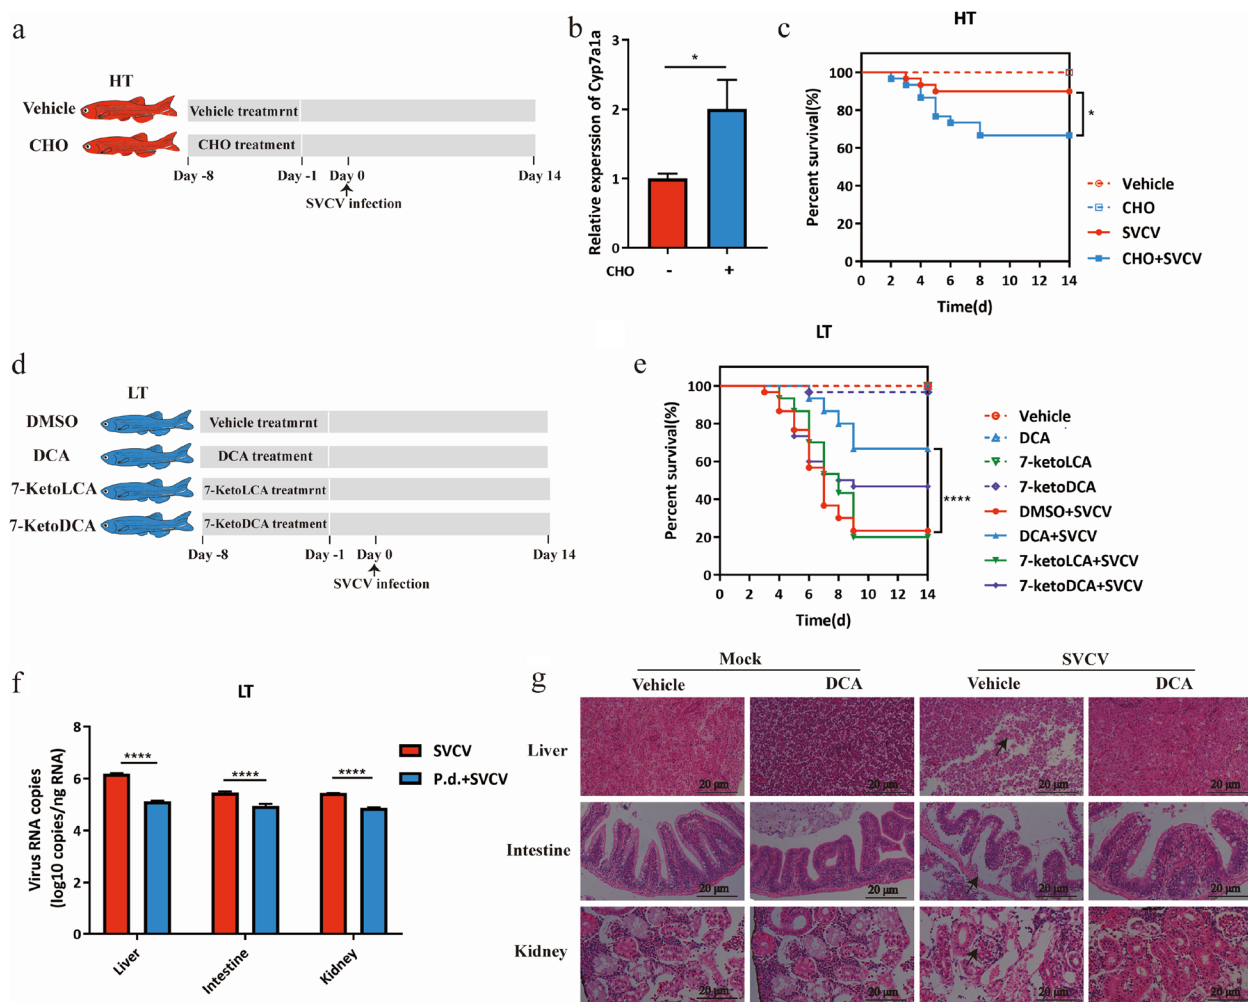 a
HT
Vehicle
Vehicle treatmrnt
CHO
CHO treatment
Day -8
Day -1
Day 0
Day 14
SVCV infection
b
Relative experssion of Cyp7a1a
3
2
1
0
*
CHO
-
+
c
HT
Percent survival(%)
100
80
60
40
20
0
0 2 4 6 8 10 12 14
Time(d)
*
Vehicle
CHO
SVCV
CHO+SVCV
d
LT
DMSO
Vehicle treatmrnt
DCA
DCA treatment
7-KetoLCA
7-KetoLCA treatmrnt
7-KetoDCA
7-KetoDCA treatment
Day -8
Day -1
Day 0
Day 14
SVCV infection
e
LT
Percent survival(%)
100
80
60
40
20
0
0 2 4 6 8 10 12 14
Time(d)
****
Vehicle
DCA
7-ketoLCA
7-ketoDCA
DMSO+SVCV
DCA+SVCV
7-ketoLCA+SVCV
7-ketoDCA+SVCV
f
LT
Virus RNA copies
(log10 copies/ng RNA)
8
6
4
2
0
****
****
****
Liver
Intestine
Kidney
SVCV
P.d.+SVCV
g
Mock
SVCV
Vehicle
DCA
Vehicle
DCA
Liver
20 μm
20 μm
20 μm
20 μm
Intestine
20 μm
20 μm
20 μm
20 μm
Kidney
20 μm
20 μm
20 μm
20 μm